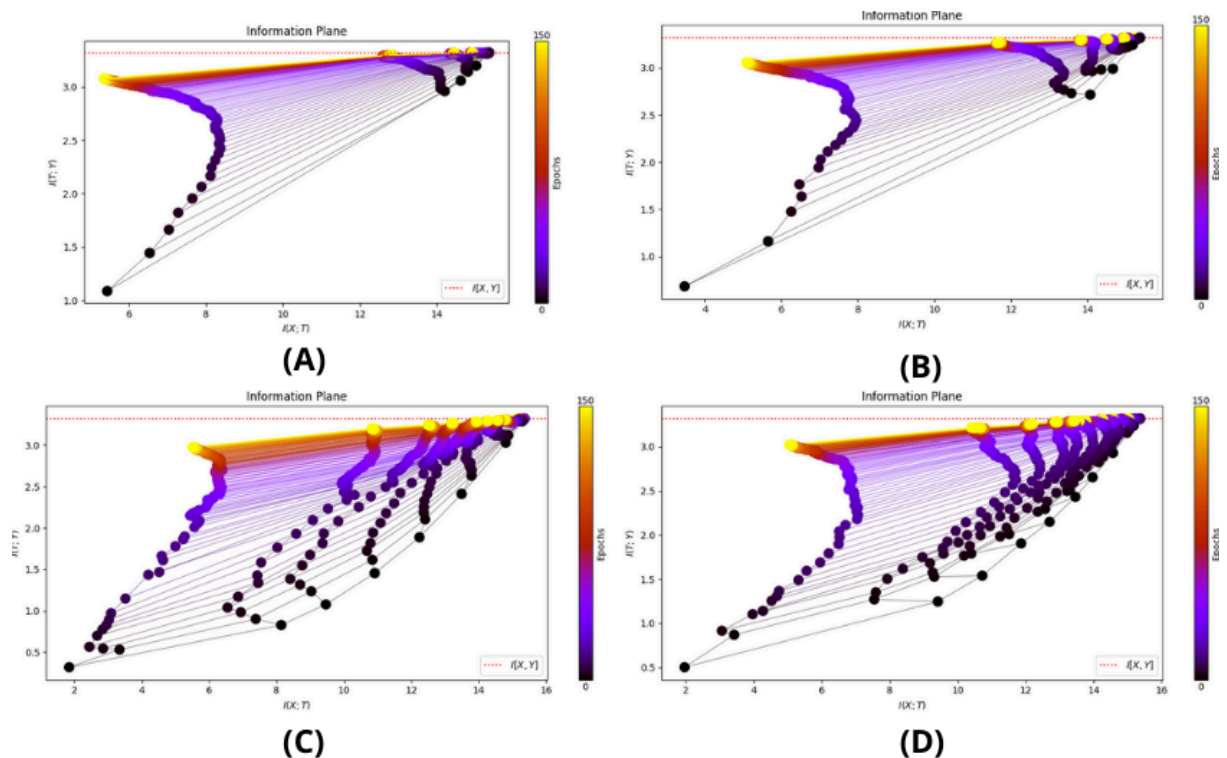 Information Plane
150
3.0
2.5
2.0
1.5
1.0
I(T; Y)
6
8
10
12
14
I(X; T)
I[X, Y]
Epochs
0
(A)
Information Plane
150
3.0
2.5
2.0
1.5
1.0
I(T; Y)
4
6
8
10
12
14
I(X; T)
I[X, Y]
Epochs
0
(B)
Information Plane
150
3.0
2.5
2.0
1.5
1.0
0.5
I(T; Y)
2
4
6
8
10
12
14
16
I(X; T)
I[X, Y]
Epochs
0
(C)
Information Plane
150
3.0
2.5
2.0
1.5
1.0
0.5
I(T; Y)
2
4
6
8
10
12
14
16
I(X; T)
I[X, Y]
Epochs
0
(D)